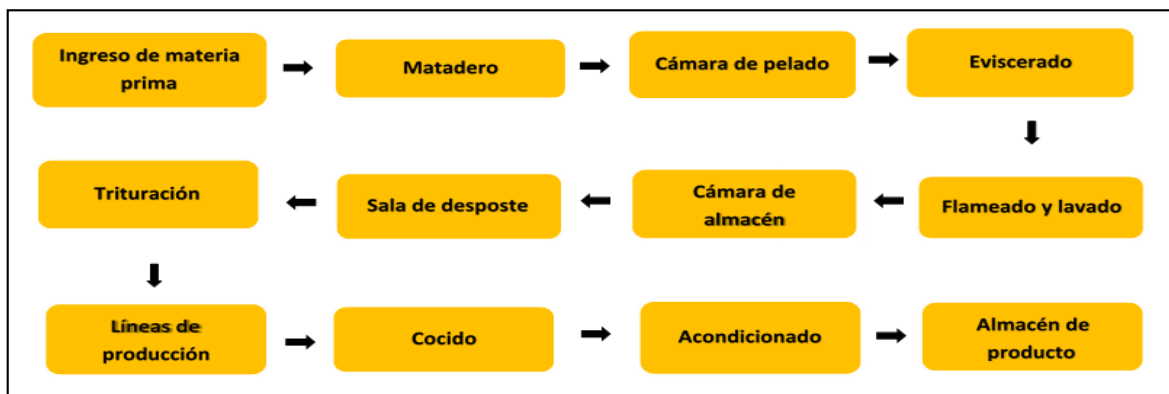 Ingreso de materia
prima
Matadero
Cámara de pelado
Eviscerado
Flameado y lavado
Cámara de
almacén
Sala de desposte
Trituración
Líneas de
producción
Cocido
Acondicionado
Almacén de
producto